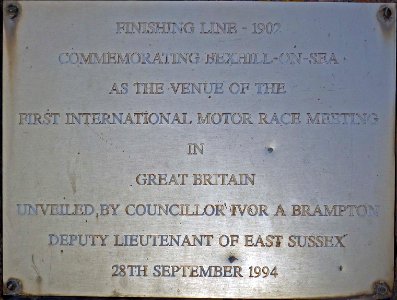 FINISHING LINE - 1902
COMMEMORATING BEXHILL-ON-SEA
AS THE VENUE OF THE
FIRST INTERNATIONAL MOTOR RACE MEETING
IN
GREAT BRITAIN
UNVEILED BY COUNCILLOR IVOR A BRAMPTON
DEPUTY LIEUTENANT OF EAST SUSSEX
28TH SEPTEMBER 1994